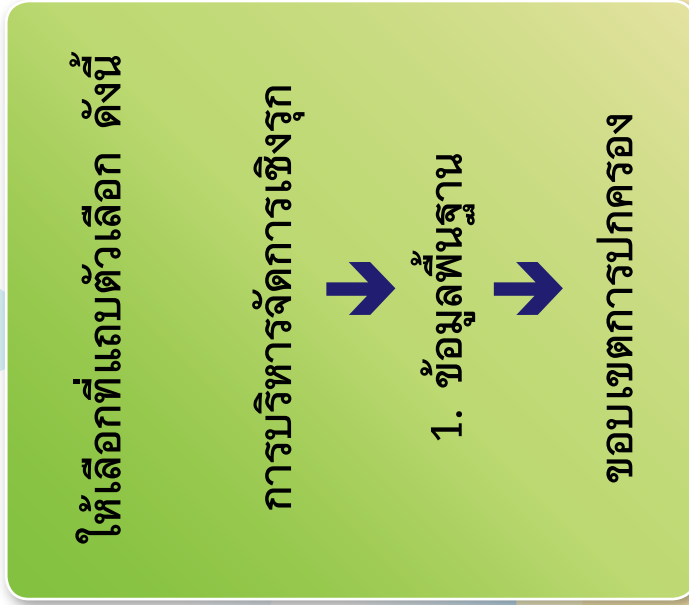 ให้เลือกที่แถบตัวเลือก ดังนี้
การบริหารจัดการเชิงรุก
1. ข้อมูลพื้นฐาน
ขอบเขตการปกครอง